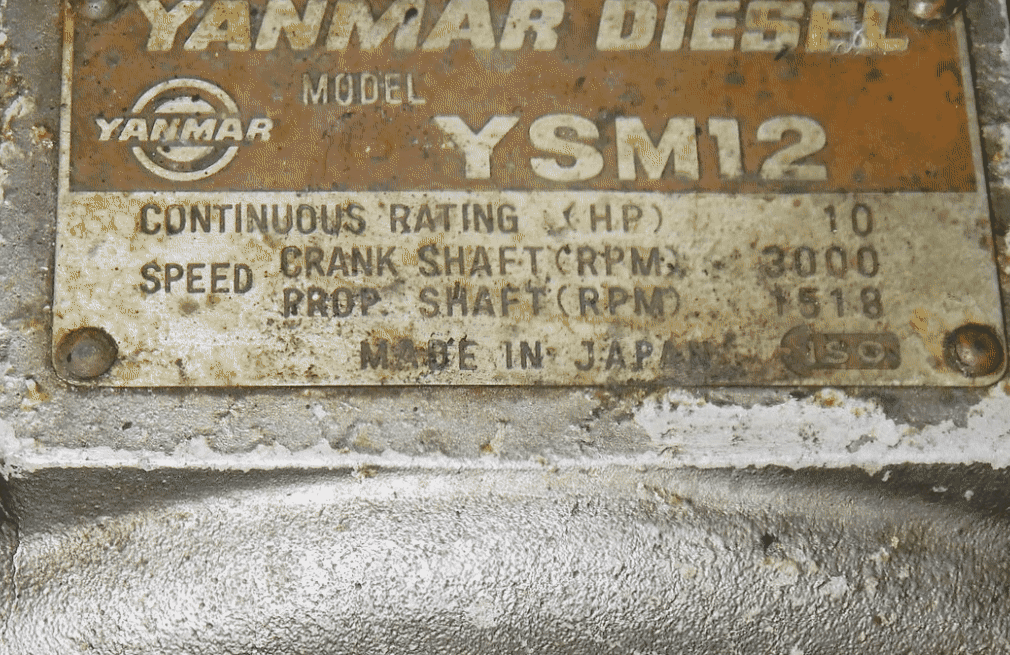 YANMAR DIESEL
MODEL
YANMAR
YSM12
CONTINUOUS RATING (H.P) 10
SPEED
CRANK SHAFT (RPM) 3000
PROP. SHAFT (RPM) 1518
MADE IN JAPAN ISO